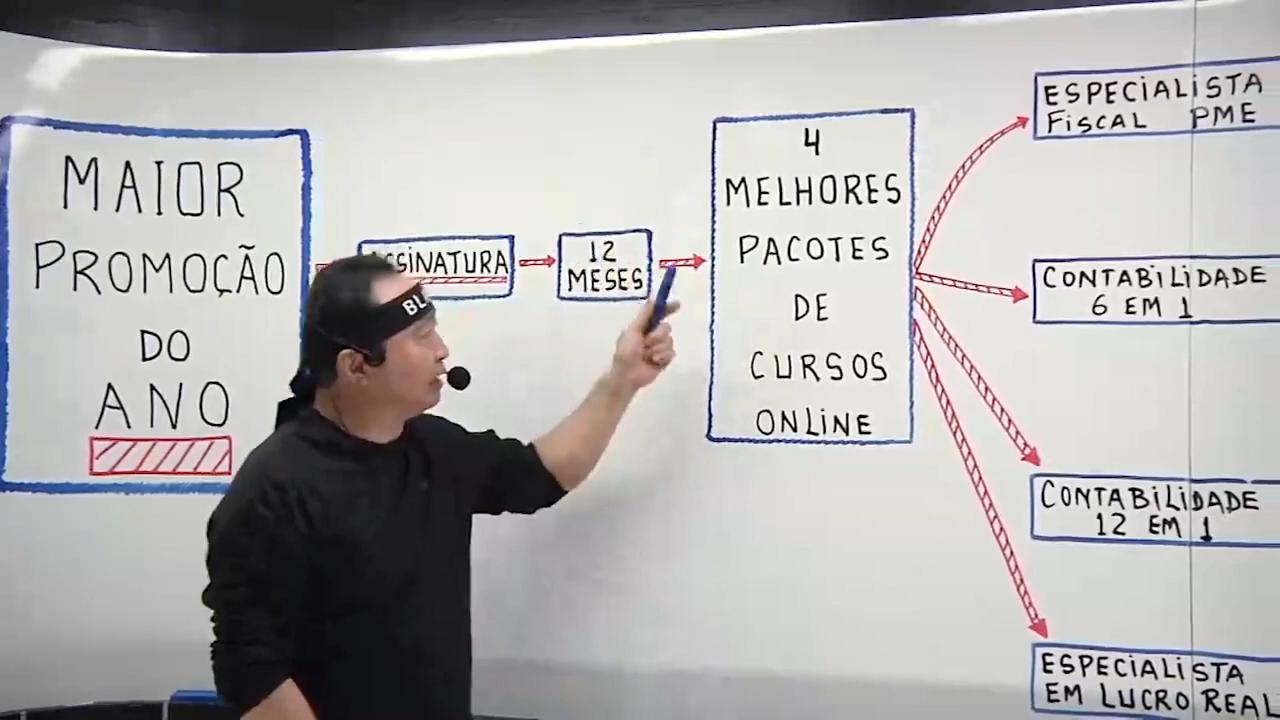 MAIOR
PROMOÇÃO
DO
ANO
12
MESES
4
MELHORES
PACOTES
DE
CURSOS
ONLINE
ESPECIALISTA
FISCAL PME
CONTABILIDADE
6 EM 1
CONTABILIDADE
12 EM 1
ESPECIALISTA
EM LUCRO REAL